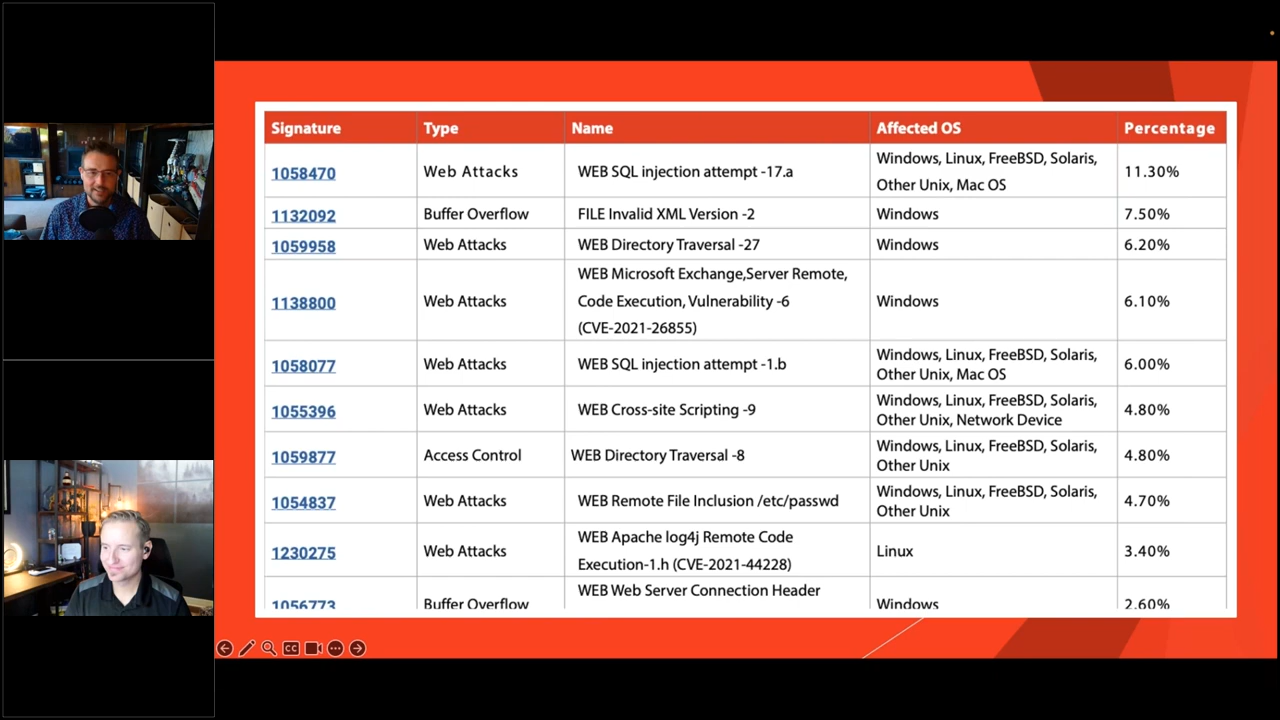 Signature Type Name Affected OS Percentage
1058470 Web Attacks WEB SQL injection attempt -17.a Windows, Linux, FreeBSD, Solaris, 11.30%
Other Unix, Mac OS
1132092 Buffer Overflow FILE Invalid XML Version -2 Windows 7.50%
1059958 Web Attacks WEB Directory Traversal -27 Windows 6.20%
WEB Microsoft Exchange,Server Remote,
1138800 Web Attacks Code Execution, Vulnerability -6 Windows 6.10%
(CVE-2021-26855)
1058077 Web Attacks WEB SQL injection attempt -1.b Windows, Linux, FreeBSD, Solaris, 6.00%
Other Unix, Mac OS
1055396 Web Attacks WEB Cross-site Scripting -9 Windows, Linux, FreeBSD, Solaris, 4.80%
Other Unix, Network Device
1059877 Access Control WEB Directory Traversal -8 Windows, Linux, FreeBSD, Solaris, 4.80%
Other Unix
1054837 Web Attacks WEB Remote File Inclusion /etc/passwd Windows, Linux, FreeBSD, Solaris, 4.70%
Other Unix
1230275 Web Attacks WEB Apache log4j Remote Code Linux 3.40%
Execution-1.h (CVE-2021-44228)
WEB Web Server Connection Header
1056773 Buffer Overflow Windows 2.60%
CC